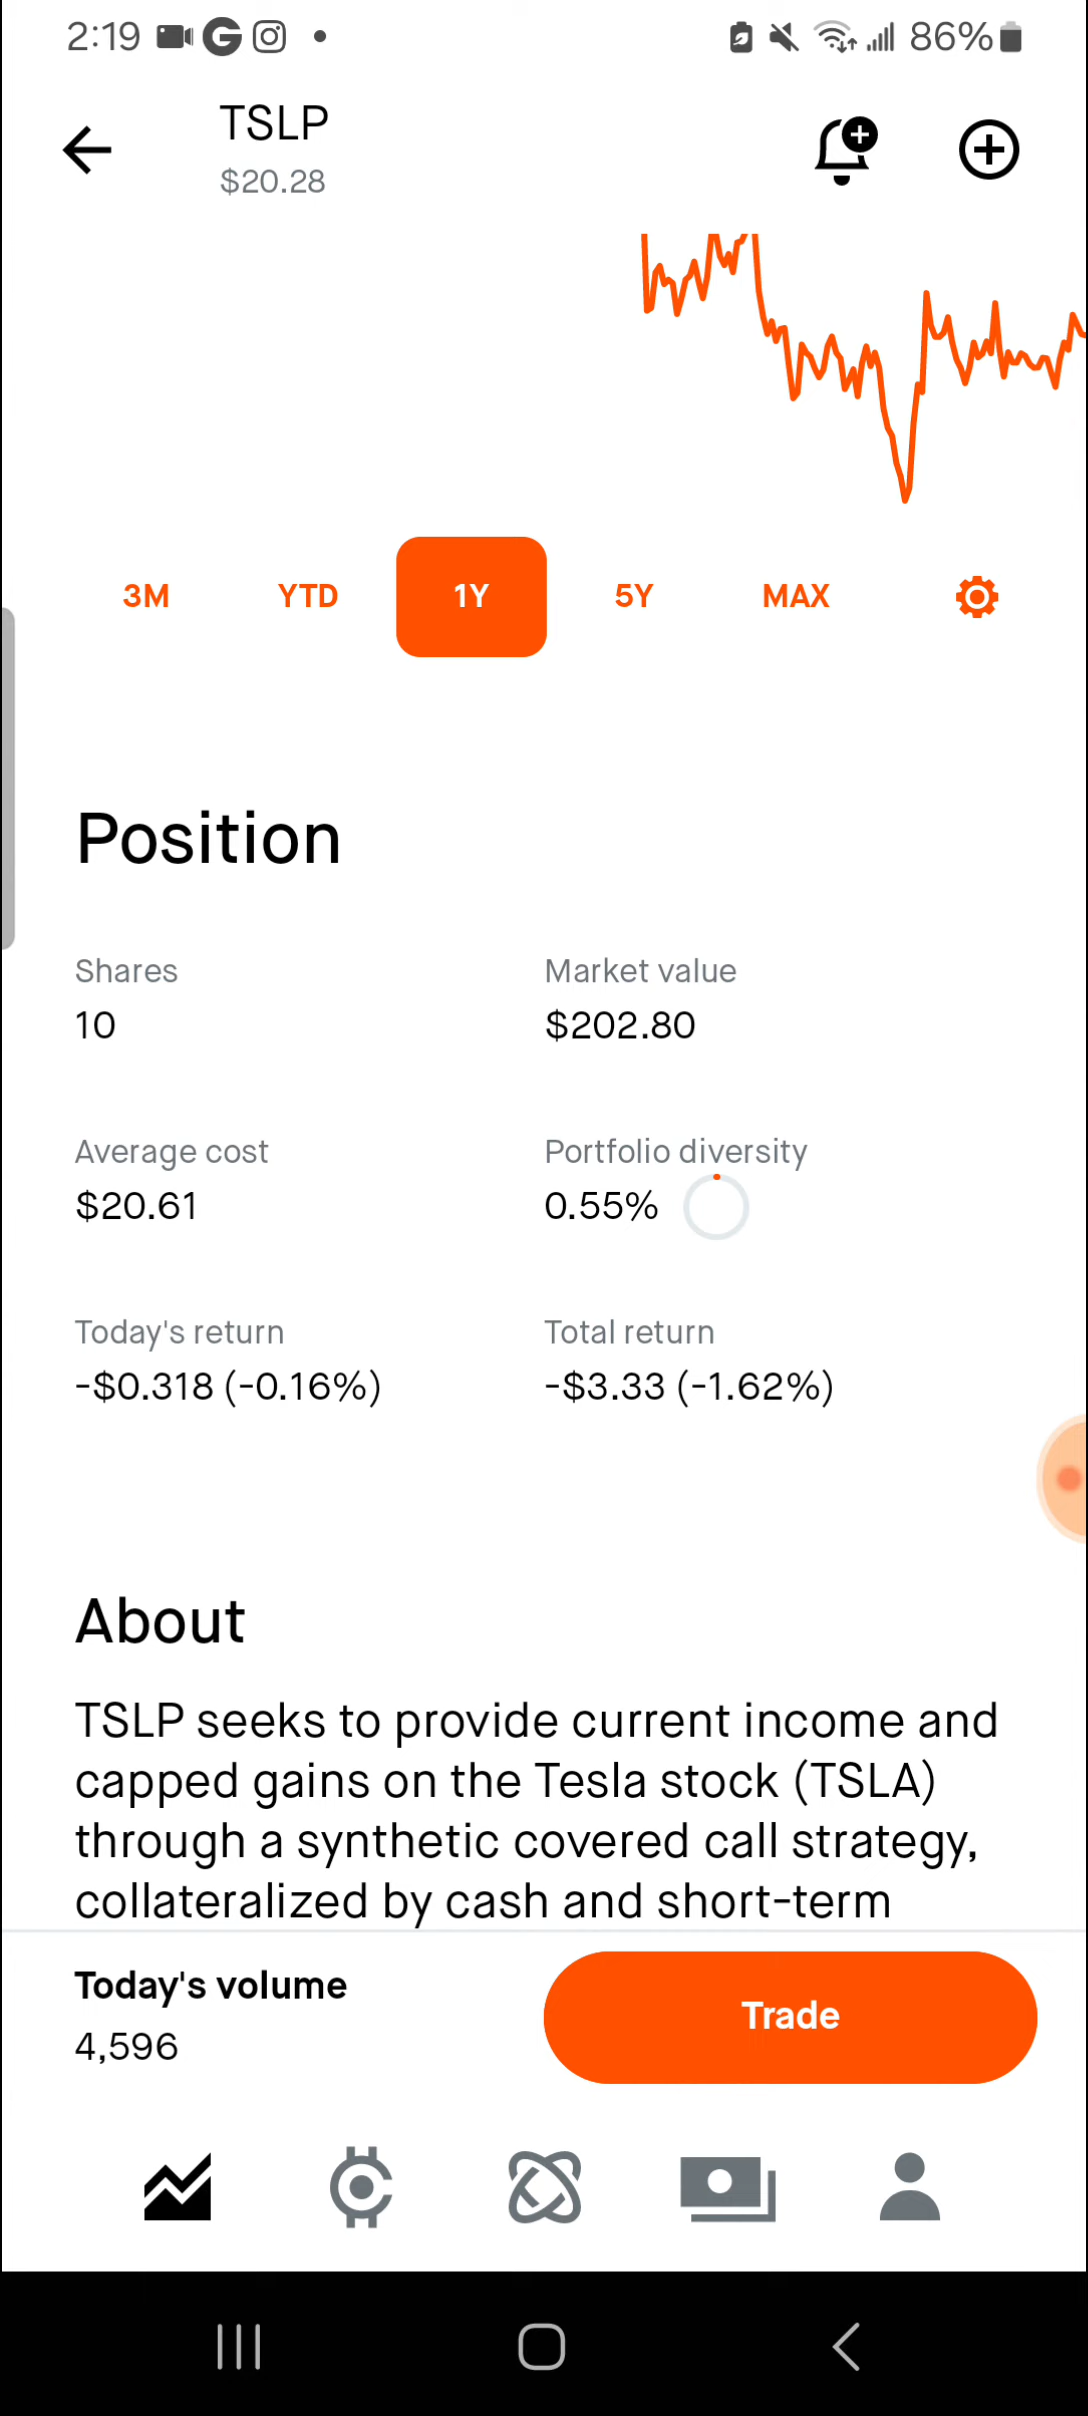 2:19
86%
TSLP
$20.28
3M YTD 1Y 5Y MAX
Position
Shares Market value
10 $202.80
Average cost Portfolio diversity
$20.61 0.55%
Today's return Total return
-$0.318 (-0.16%) -$3.33 (-1.62%)
About
TSLP seeks to provide current income and
capped gains on the Tesla stock (TSLA)
through a synthetic covered call strategy,
collateralized by cash and short-term
Today's volume
4,596
Trade